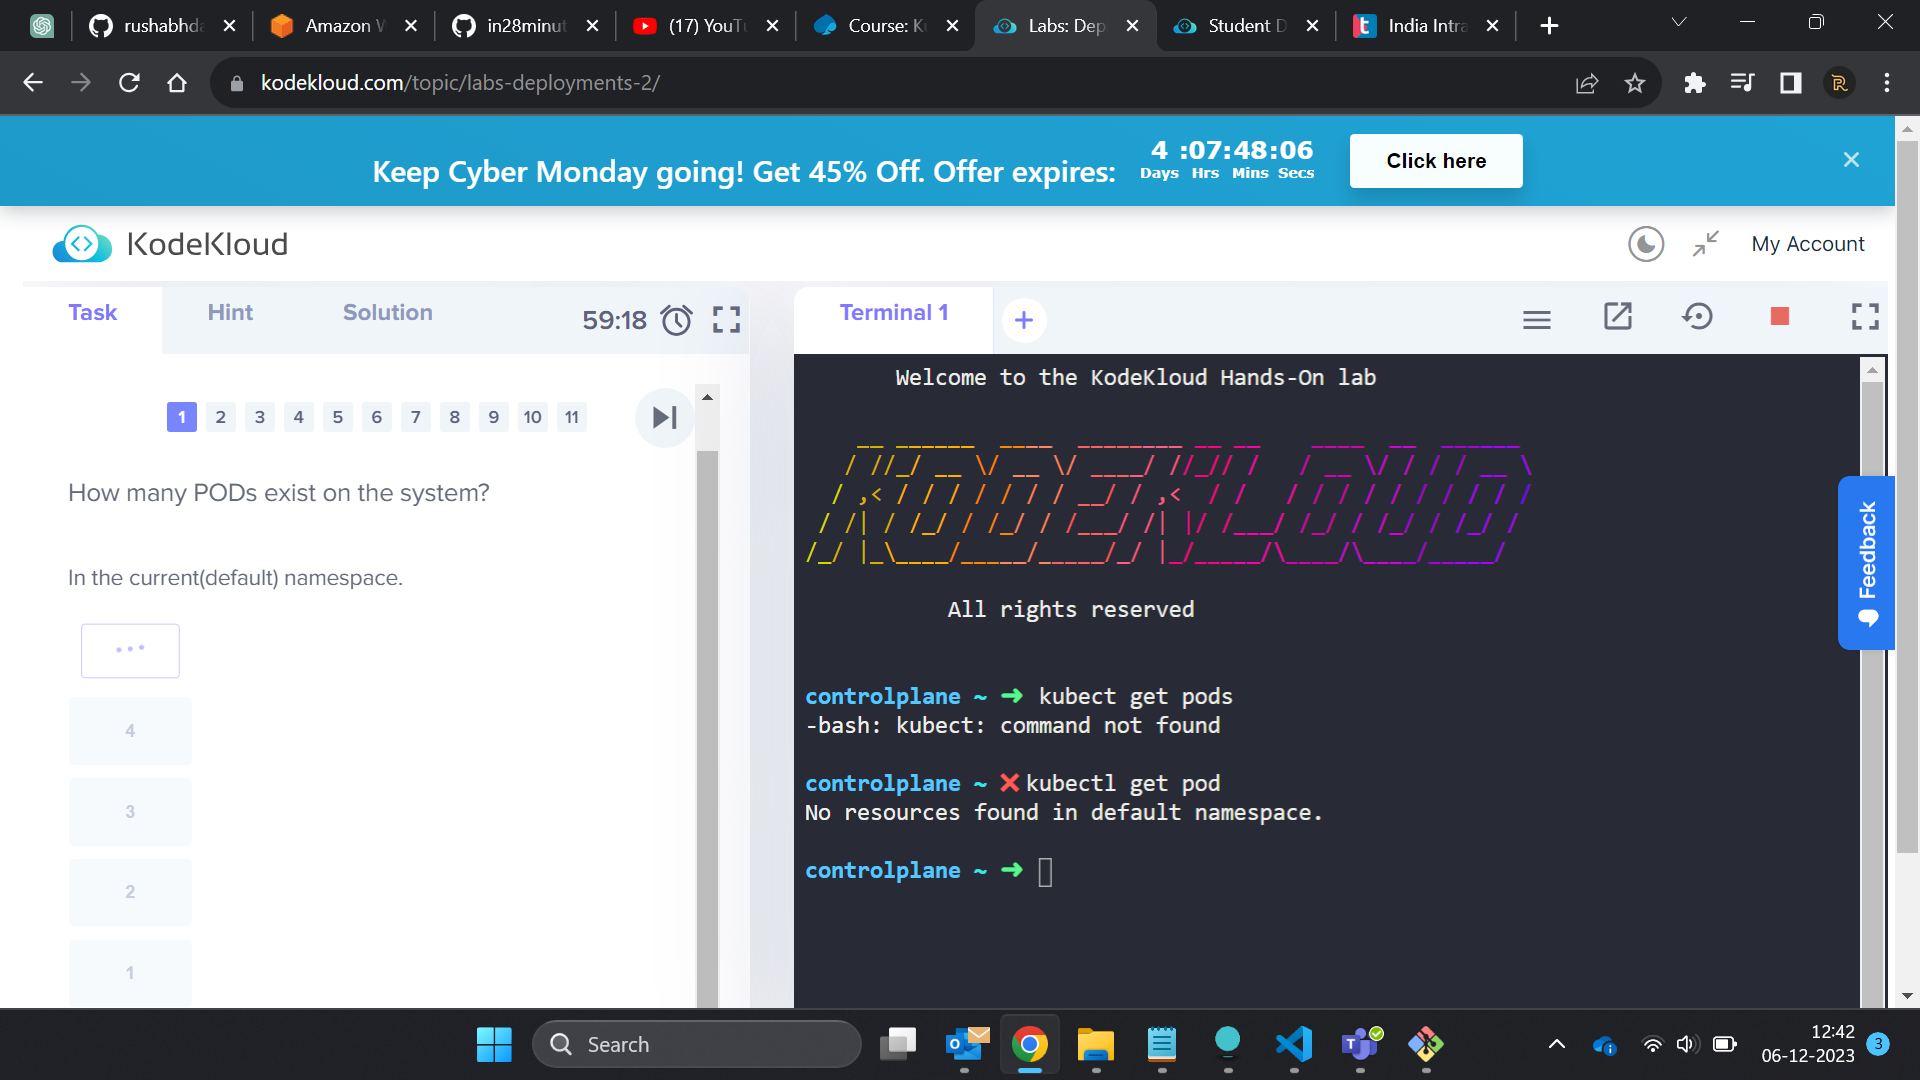 rushabhda
Amazon W
in28minut
(17) YouTu
Course: Ku
Labs: Dep
Student D
India Intra
kodekloud.com/topic/labs-deployments-2/
Keep Cyber Monday going! Get 45% Off. Offer expires:
4 :07:48:06
Days Hrs Mins Secs
Click here
KodeKloud
My Account
Task
Hint
Solution
59:18
Terminal 1
1 2 3 4 5 6 7 8 9 10 11
How many PODs exist on the system?
In the current(default) namespace.
4
3
2
1
Welcome to the KodeKloud Hands-On lab
KODEKLOUD
All rights reserved
controlplane ~ ➜ kubect get pods
-bash: kubect: command not found
controlplane ~ ✖ kubectl get pod
No resources found in default namespace.
controlplane ~ ➜
Feedback
Search
12:42
06-12-2023
3